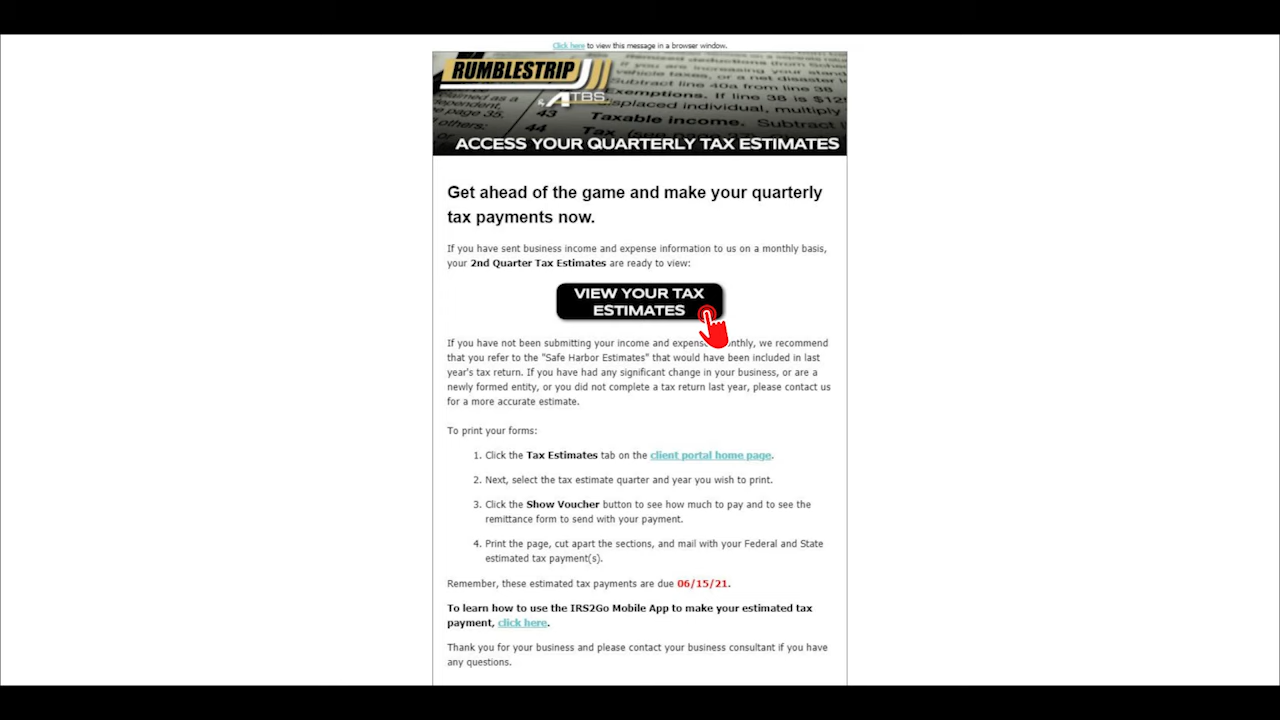 Click here to view this message in a browser window.
RUMBLESTRIP
ATBS
ACCESS YOUR QUARTERLY TAX ESTIMATES
Get ahead of the game and make your quarterly
tax payments now.
If you have sent business income and expense information to us on a monthly basis,
your 2nd Quarter Tax Estimates are ready to view:
VIEW YOUR TAX
ESTIMATES
If you have not been submitting your income and expense monthly, we recommend
that you refer to the "Safe Harbor Estimates" that would have been included in last
year's tax return. If you have had any significant change in your business, or are a
newly formed entity, or you did not complete a tax return last year, please contact us
for a more accurate estimate.
To print your forms:
1. Click the Tax Estimates tab on the client portal home page.
2. Next, select the tax estimate quarter and year you wish to print.
3. Click the Show Voucher button to see how much to pay and to see the
remittance form to send with your payment.
4. Print the page, cut apart the sections, and mail with your Federal and State
estimated tax payment(s).
Remember, these estimated tax payments are due 06/15/21.
To learn how to use the IRS2Go Mobile App to make your estimated tax
payment, click here.
Thank you for your business and please contact your business consultant if you have
any questions.